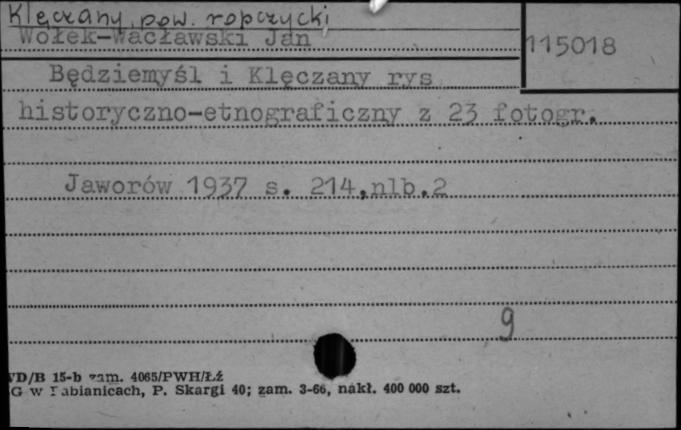 Klęczany, pow. ropczycki
Wołek-Wacławski Jan
115018
Będziemyśl i Klęczany rys
historyczno-etnograficzny z 23 fotogr.
Jaworów 1937 s. 214,nlb.2
9
VD/B 15-b zam. 4065/PWH/Łź
G w Pabianicach, P. Skargi 40; zam. 3-66, nakł. 400 000 szt.